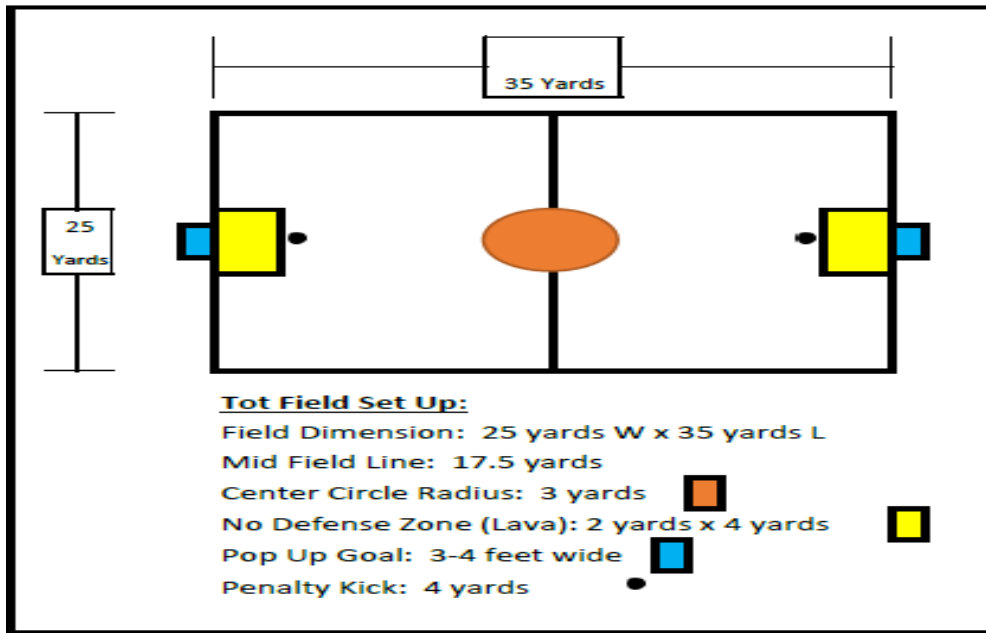 35 Yards
25
Yards
Tot Field Set Up:
Field Dimension:  25 yards W x 35 yards L
Mid Field Line:  17.5 yards
Center Circle Radius:  3 yards
No Defense Zone (Lava): 2 yards x 4 yards
Pop Up Goal:  3-4 feet wide
Penalty Kick:  4 yards